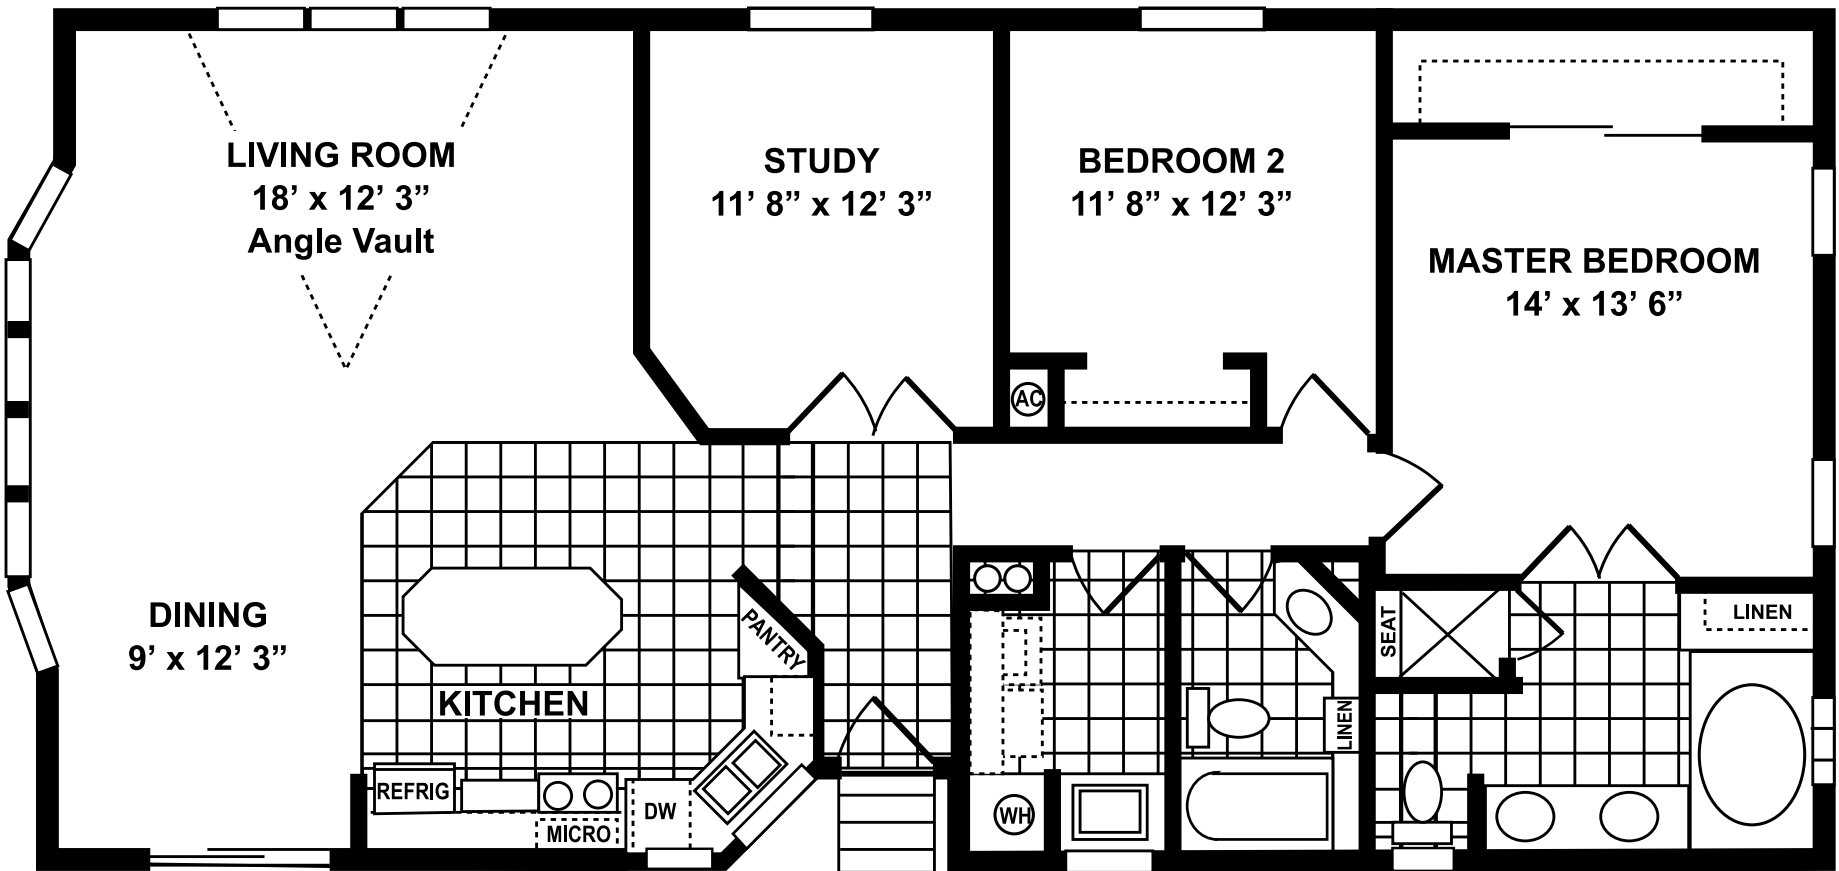 LIVING ROOM
18’ x 12’ 3”
Angle Vault
STUDY
11’ 8” x 12’ 3”
BEDROOM 2
11’ 8” x 12’ 3”
MASTER BEDROOM
14’ x 13’ 6”
AC
DINING
9’ x 12’ 3”
KITCHEN
PANTRY
REFRIG
MICRO
DW
WH
LINEN
SEAT
LINEN